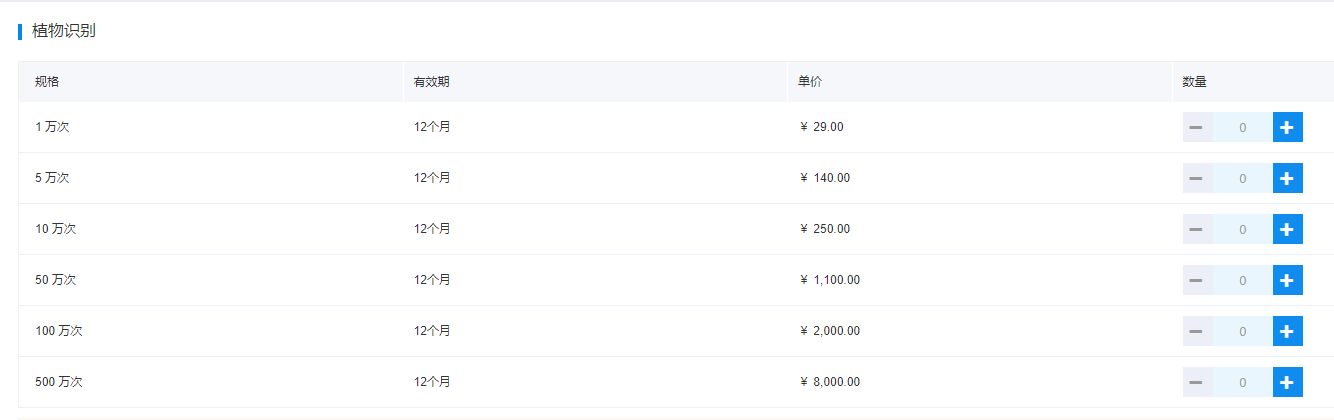 植物识别
规格 有效期 单价 数量
1 万次 12个月 ¥ 29.00 0
5 万次 12个月 ¥ 140.00 0
10 万次 12个月 ¥ 250.00 0
50 万次 12个月 ¥ 1,100.00 0
100 万次 12个月 ¥ 2,000.00 0
500 万次 12个月 ¥ 8,000.00 0